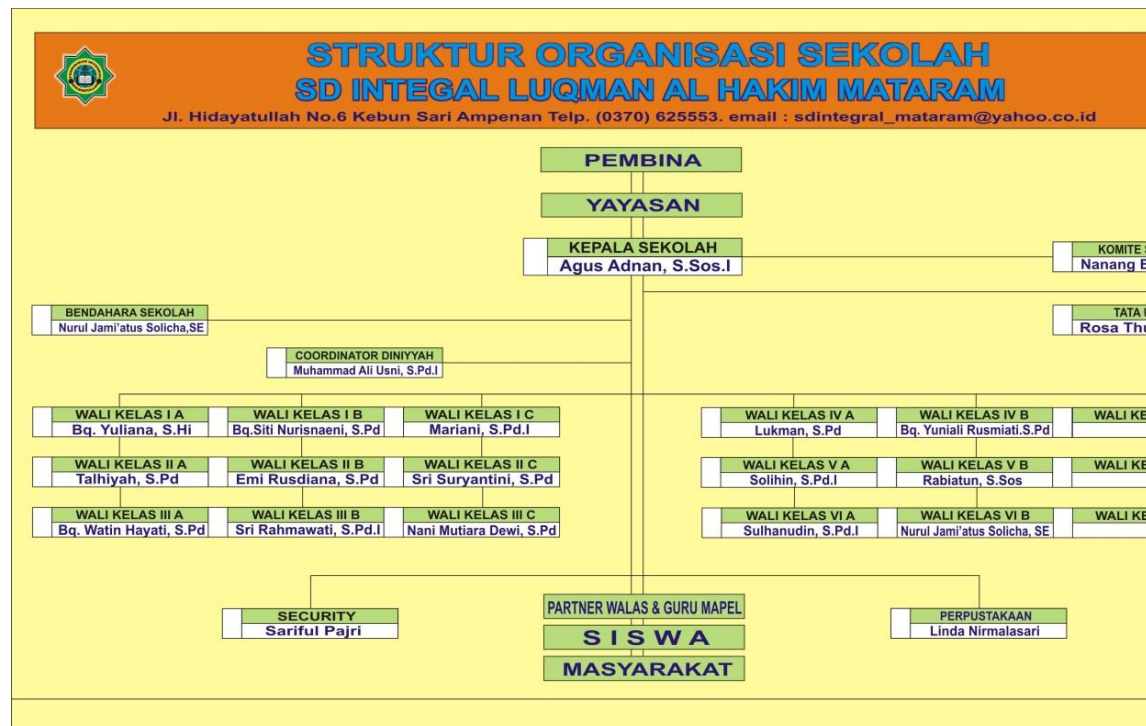 STRUKTUR ORGANISASI SEKOLAH
SD INTEGAL LUQMAN AL HAKIM MATARAM
Jl. Hidayatullah No.6 Kebun Sari Ampenan Telp. (0370) 625553. email : sdintegral_mataram@yahoo.co.id
PEMBINA
YAYASAN
KEPALA SEKOLAH
Agus Adnan, S.Sos.I
KOMITE
Nanang
BENDAHARA SEKOLAH
Nurul Jami'atus Solicha,SE
TATA
Rosa
COORDINATOR DINIYYAH
Muhammad Ali Usni, S.Pd.I
WALI KELAS I A
Bq. Yuliana, S.Hi
WALI KELAS I B
Bq.Siti Nurisnaeni, S.Pd
WALI KELAS I C
Mariani, S.Pd.I
WALI KELAS IV A
Lukman, S.Pd
WALI KELAS IV B
Bq. Yuniali Rusmiati.S.Pd
WALI
WALI KELAS II A
Talhiyah, S.Pd
WALI KELAS II B
Emi Rusdiana, S.Pd
WALI KELAS II C
Sri Suryantini, S.Pd
WALI KELAS V A
Solihin, S.Pd.I
WALI KELAS V B
Rabiatun, S.Sos
WALI
WALI KELAS III A
Bq. Watin Hayati, S.Pd
WALI KELAS III B
Sri Rahmawati, S.Pd.I
WALI KELAS III C
Nani Mutiara Dewi, S.Pd
WALI KELAS VI A
Sulhanudin, S.Pd.I
WALI KELAS VI B
Nurul Jami'atus Solicha, SE
WALI
SECURITY
Sariful Pajri
PARTNER WALAS & GURU MAPEL
S I S W A
MASYARAKAT
PERPUSTAKAAN
Linda Nirmalasari